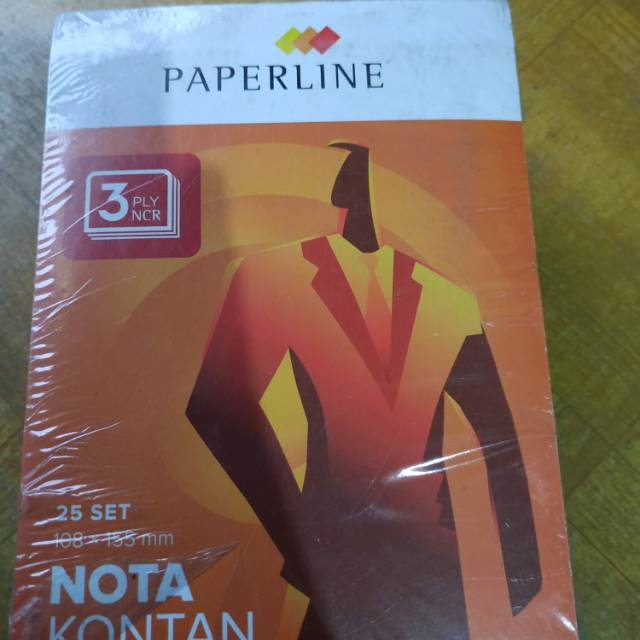 PAPERLINE
3 PLY
NCR
25 SET
108 × 155 mm
NOTA
KONTAN